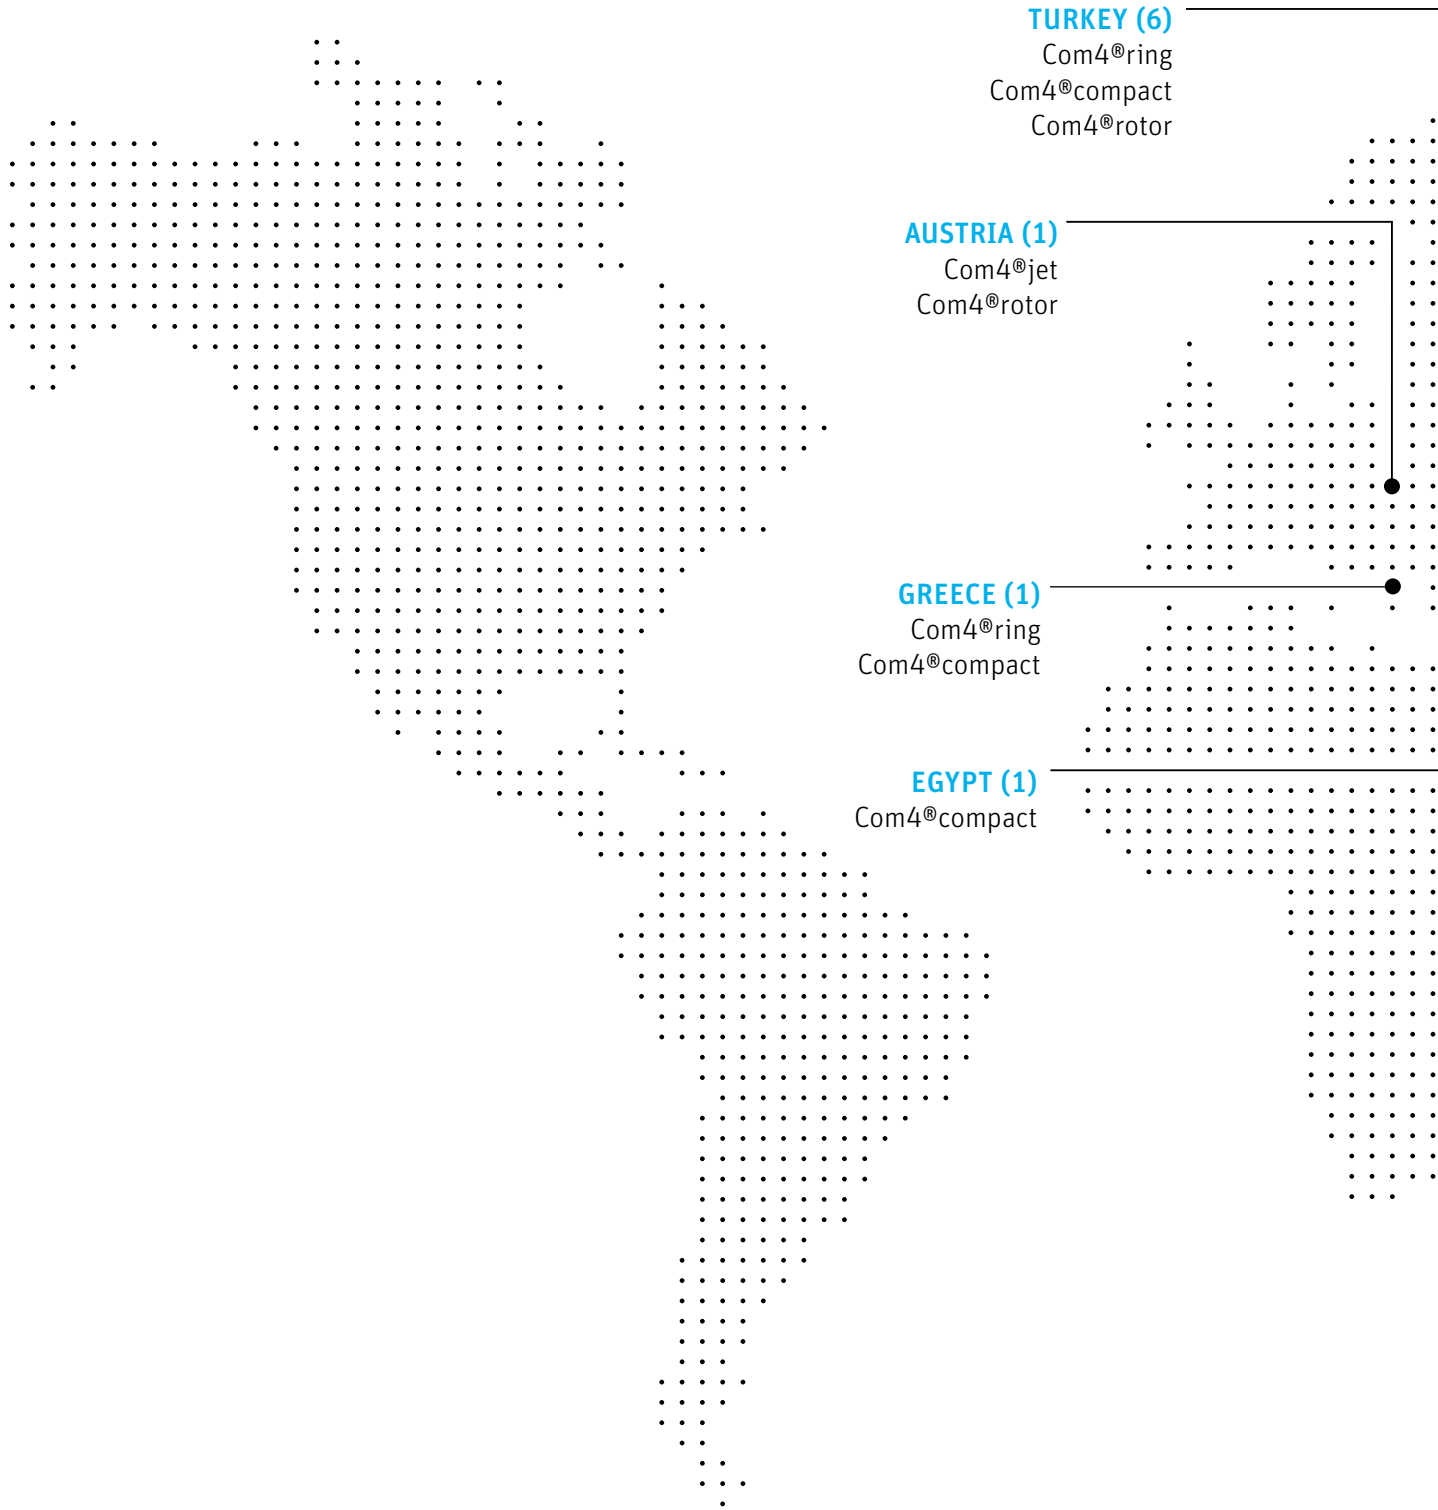 TURKEY (6)
Com4®ring
Com4®compact
Com4®rotor
AUSTRIA (1)
Com4®jet
Com4®rotor
GREECE (1)
Com4®ring
Com4®compact
EGYPT (1)
Com4®compact